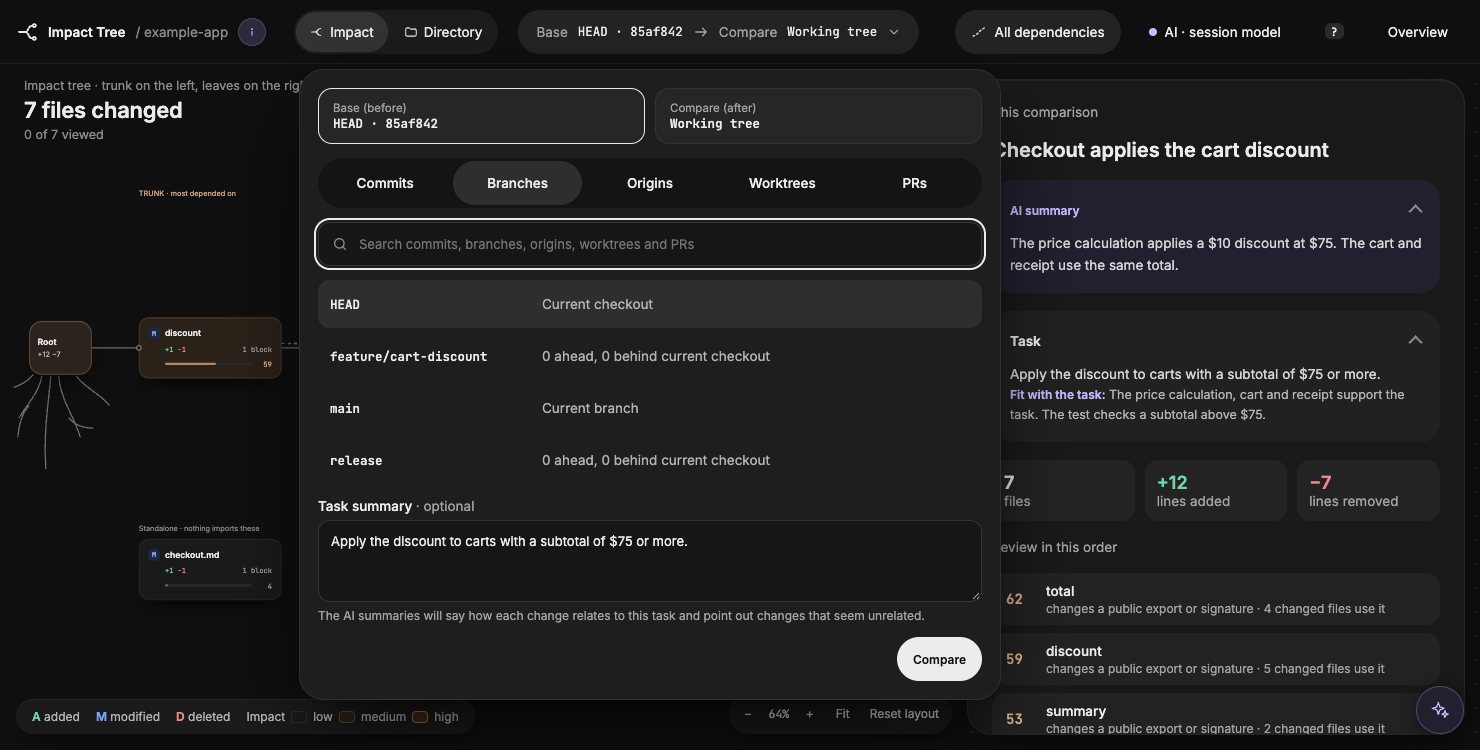 Impact Tree / example-app i
Impact
Directory
Base HEAD · 85af842 → Compare Working tree
All dependencies
AI · session model
?
Overview
Impact tree · trunk on the left, leaves on the
7 files changed
0 of 7 viewed
TRUNK · most depended on
Root
+12 −7
M discount
+1 -1 1 block
59
Standalone · nothing imports these
M checkout.md
+1 -1 1 block
4
Base (before)
HEAD · 85af842
Compare (after)
Working tree
Commits
Branches
Origins
Worktrees
PRs
Search commits, branches, origins, worktrees and PRs
HEAD Current checkout
feature/cart-discount 0 ahead, 0 behind current checkout
main Current branch
release 0 ahead, 0 behind current checkout
Task summary · optional
Apply the discount to carts with a subtotal of $75 or more.
The AI summaries will say how each change relates to this task and point out changes that seem unrelated.
Compare
his comparison
Checkout applies the cart discount
AI summary
The price calculation applies a $10 discount at $75. The cart and
receipt use the same total.
Task
Apply the discount to carts with a subtotal of $75 or more.
Fit with the task: The price calculation, cart and receipt support the
task. The test checks a subtotal above $75.
7
files
+12
lines added
−7
lines removed
eview in this order
62 total
changes a public export or signature · 4 changed files use it
59 discount
changes a public export or signature · 5 changed files use it
53 summary
changes a public export or signature · 2 changed files use it
A added M modified D deleted Impact low medium high
− 64% + Fit Reset layout